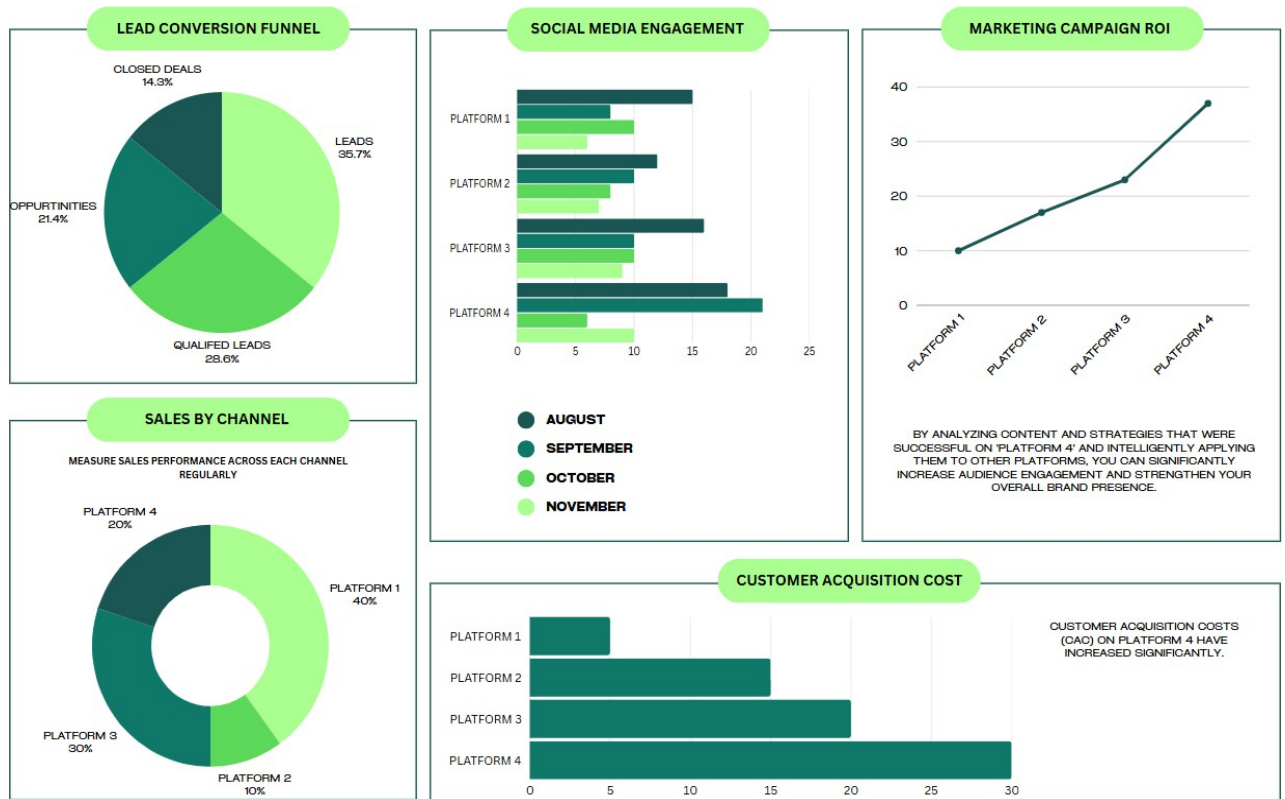 LEAD CONVERSION FUNNEL
CLOSED DEALS
14.3%
LEADS
35.7%
OPPURTINITIES
21.4%
QUALIFED LEADS
28.6%
SOCIAL MEDIA ENGAGEMENT
PLATFORM 1
PLATFORM 2
PLATFORM 3
PLATFORM 4
0 5 10 15 20 25
AUGUST
SEPTEMBER
OCTOBER
NOVEMBER
MARKETING CAMPAIGN ROI
40
30
20
10
0
PLATFORM 1
PLATFORM 2
PLATFORM 3
PLATFORM 4
BY ANALYZING CONTENT AND STRATEGIES THAT WERE
SUCCESSFUL ON 'PLATFORM 4' AND INTELLIGENTLY APPLYING
THEM TO OTHER PLATFORMS, YOU CAN SIGNIFICANTLY
INCREASE AUDIENCE ENGAGEMENT AND STRENGTHEN YOUR
OVERALL BRAND PRESENCE.
SALES BY CHANNEL
MEASURE SALES PERFORMANCE ACROSS EACH CHANNEL
REGULARLY
PLATFORM 4
20%
PLATFORM 1
40%
PLATFORM 3
30%
PLATFORM 2
10%
CUSTOMER ACQUISITION COST
PLATFORM 1
PLATFORM 2
PLATFORM 3
PLATFORM 4
0 5 10 15 20 25 30
CUSTOMER ACQUISITION COSTS
(CAC) ON PLATFORM 4 HAVE
INCREASED SIGNIFICANTLY.